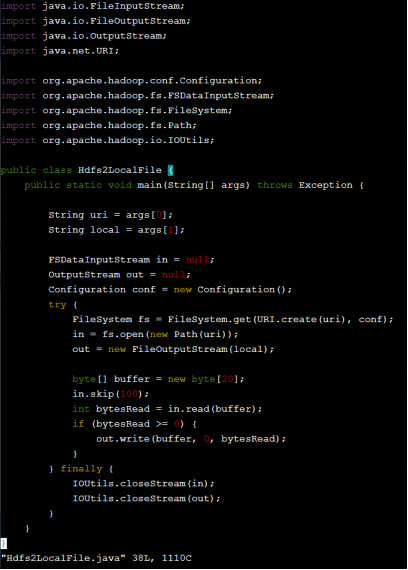 import java.io.FileInputStream;
import java.io.FileOutputStream;
import java.io.OutputStream;
import java.net.URI;

import org.apache.hadoop.conf.Configuration;
import org.apache.hadoop.fs.FSDataInputStream;
import org.apache.hadoop.fs.FileSystem;
import org.apache.hadoop.fs.Path;
import org.apache.hadoop.io.IOUtils;

public class Hdfs2LocalFile {
    public static void main(String[] args) throws Exception {

        String uri = args[0];
        String local = args[1];

        FSDataInputStream in = null;
        OutputStream out = null;
        Configuration conf = new Configuration();
        try {
            FileSystem fs = FileSystem.get(URI.create(uri), conf);
            in = fs.open(new Path(uri));
            out = new FileOutputStream(local);

            byte[] buffer = new byte[20];
            in.skip(100);
            int bytesRead = in.read(buffer);
            if (bytesRead >= 0) {
                out.write(buffer, 0, bytesRead);
            }
        } finally {
            IOUtils.closeStream(in);
            IOUtils.closeStream(out);
        }
    }
}
"Hdfs2LocalFile.java" 38L, 1110C